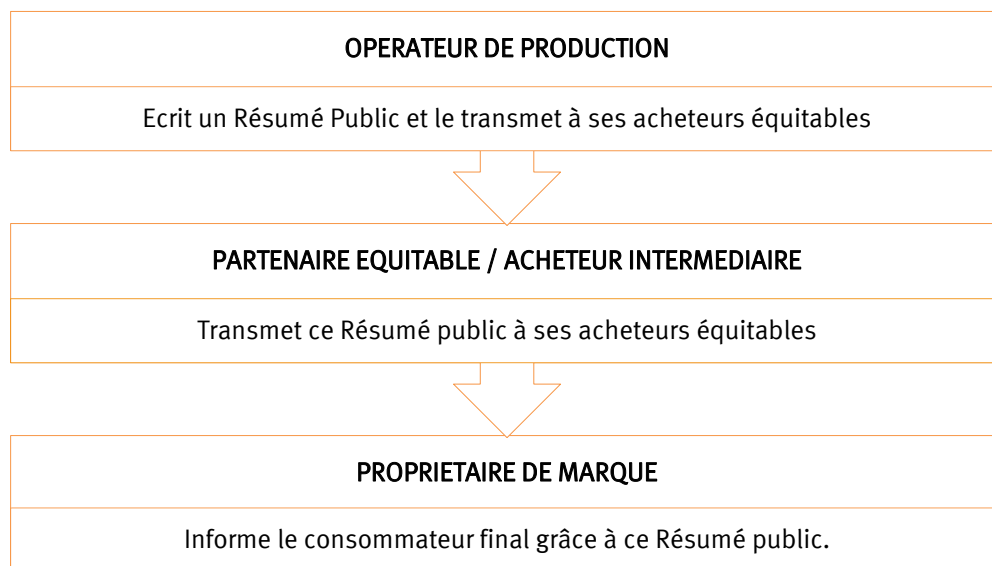 OPERATEUR DE PRODUCTION
Ecrit un Résumé Public et le transmet à ses acheteurs équitables
PARTENAIRE EQUITABLE / ACHETEUR INTERMEDIAIRE
Transmet ce Résumé public à ses acheteurs équitables
PROPRIETAIRE DE MARQUE
Informe le consommateur final grâce à ce Résumé public.